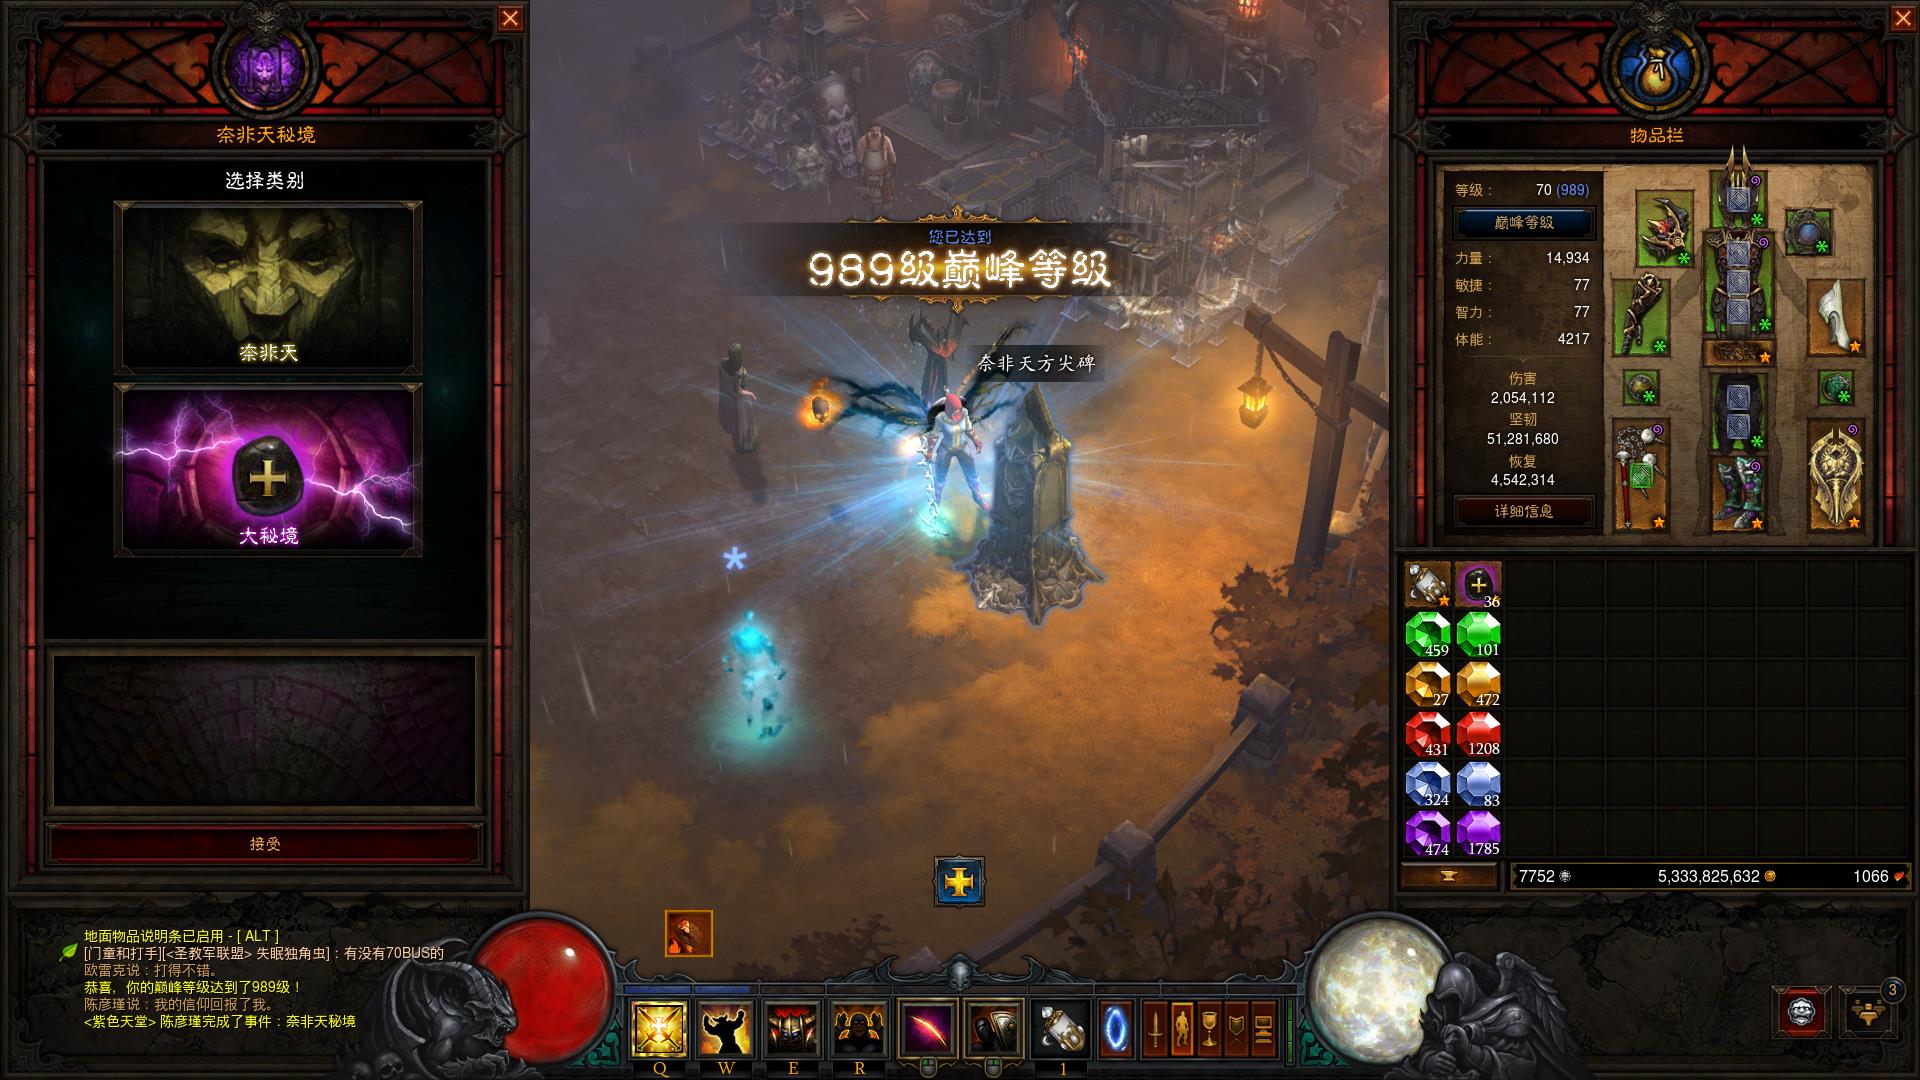 奈非天秘境
选择类别
奈非天
大秘境
接受
您已达到
989级巅峰等级
奈非天方尖碑
物品栏
等级： 70 (989)
巅峰等级
力量： 14,934
敏捷： 77
智力： 77
体能： 4217
伤害
2,054,112
坚韧
51,281,680
恢复
4,542,314
详细信息
36
459 101
27 472
431 1208
324 83
474 1785
7752 5,333,825,632 1066
地面物品说明条已启用 - [ ALT ]
[门童和打手][<圣教军联盟> 失眠独角虫]：有没有70BUS的
欧雷克说：打得不错。
恭喜，你的巅峰等级达到了989级！
陈彦瑾说：我的信仰回报了我。
<紫色天堂> 陈彦瑾完成了事件：奈非天秘境
Q W E R 1
3